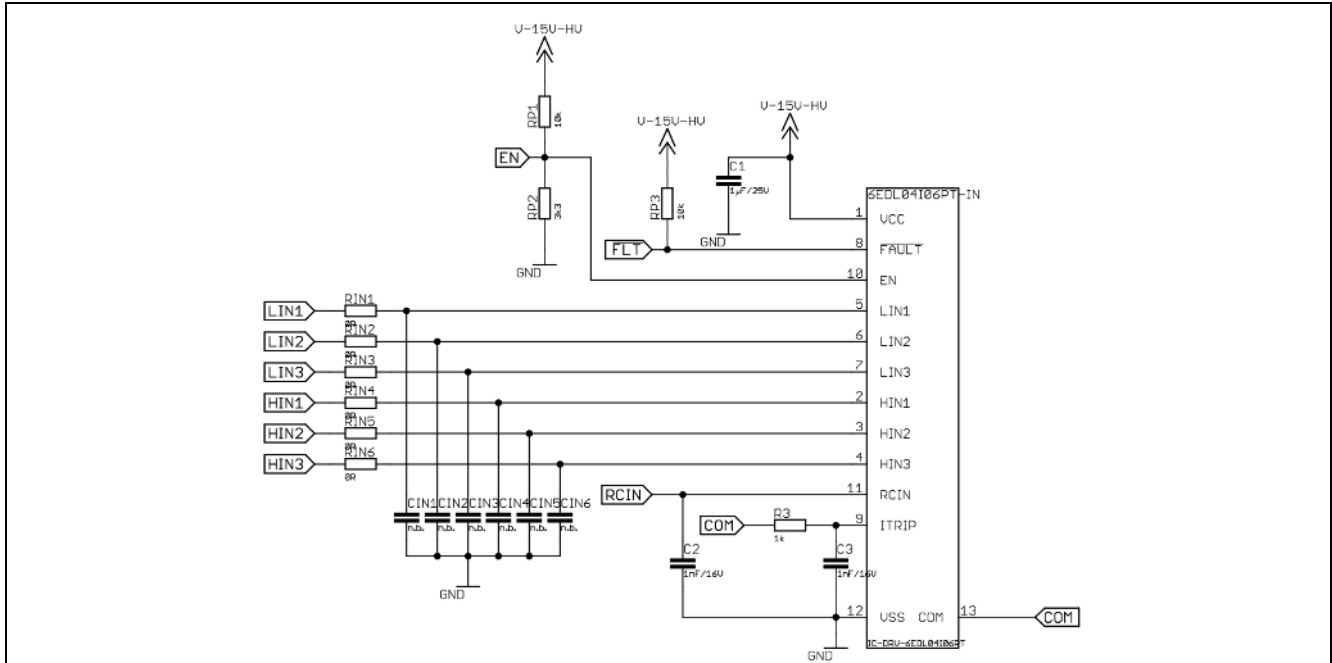 V-15V-HV
RP1
10k
V-15V-HV
V-15V-HV
EN
C1
1µF/25V
RP2
3k3
RP3
10k
6EDL04I06PT-IN
1
VCC
GND
FLT
8
FAULT
GND
10
EN
LIN1
RIN1
0R
5
LIN1
LIN2
RIN2
0R
6
LIN2
LIN3
RIN3
0R
7
LIN3
HIN1
RIN4
0R
2
HIN1
HIN2
RIN5
0R
3
HIN2
HIN3
RIN6
0R
4
HIN3
RCIN
11
RCIN
CIN1 CIN2 CIN3 CIN4 CIN5 CIN6
n.b. n.b. n.b. n.b. n.b. n.b.
COM
R3
1k
9
ITRIP
C2
1nF/16V
C3
1nF/16V
GND
12
VSS COM
13
COM
GND
IC-DRV-6EDL04I06PT